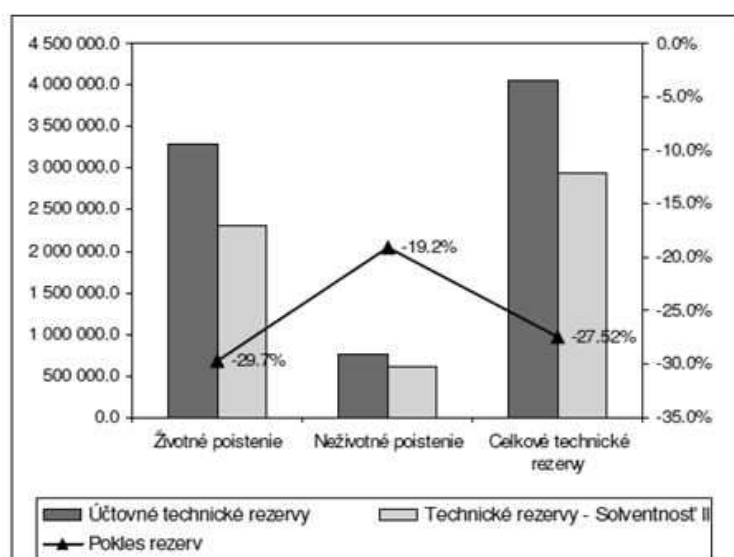 4 500 000.0
4 000 000.0
3 500 000.0
3 000 000.0
2 500 000.0
2 000 000.0
1 500 000.0
1 000 000.0
500 000.0
0.0
0.0%
-5.0%
-10.0%
-15.0%
-20.0%
-25.0%
-30.0%
-35.0%
-29.7%
-19.2%
-27.52%
Životné poistenie
Neživotné poistenie
Celkové technické
rezervy
Účtovné technické rezervy
Technické rezervy - Solventnosť II
Pokles rezerv